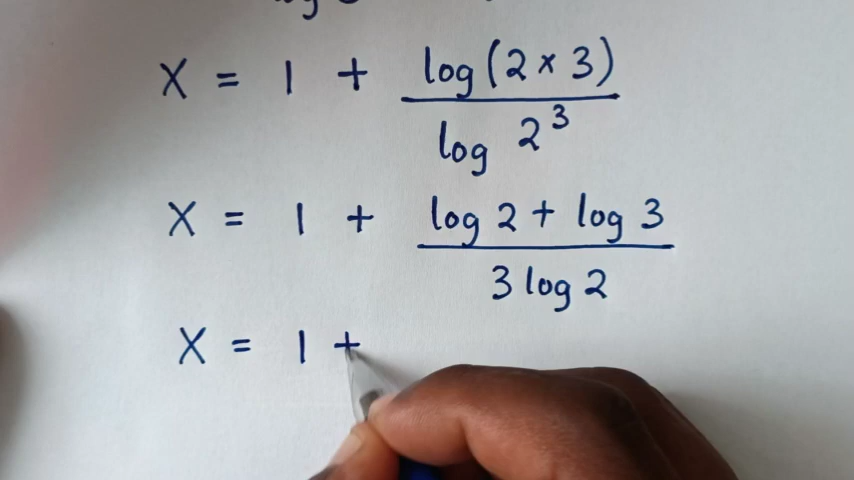 X = 1 + log(2 × 3) / log 2³
X = 1 + log 2 + log 3 / 3 log 2
X = 1 +